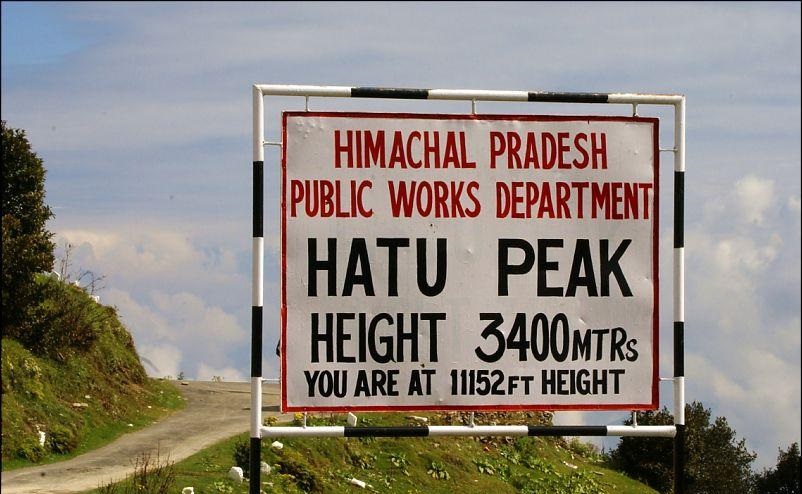 HIMACHAL PRADESH
PUBLIC WORKS DEPARTMENT
HATU PEAK
HEIGHT 3400MTRs
YOU ARE AT 11152FT HEIGHT